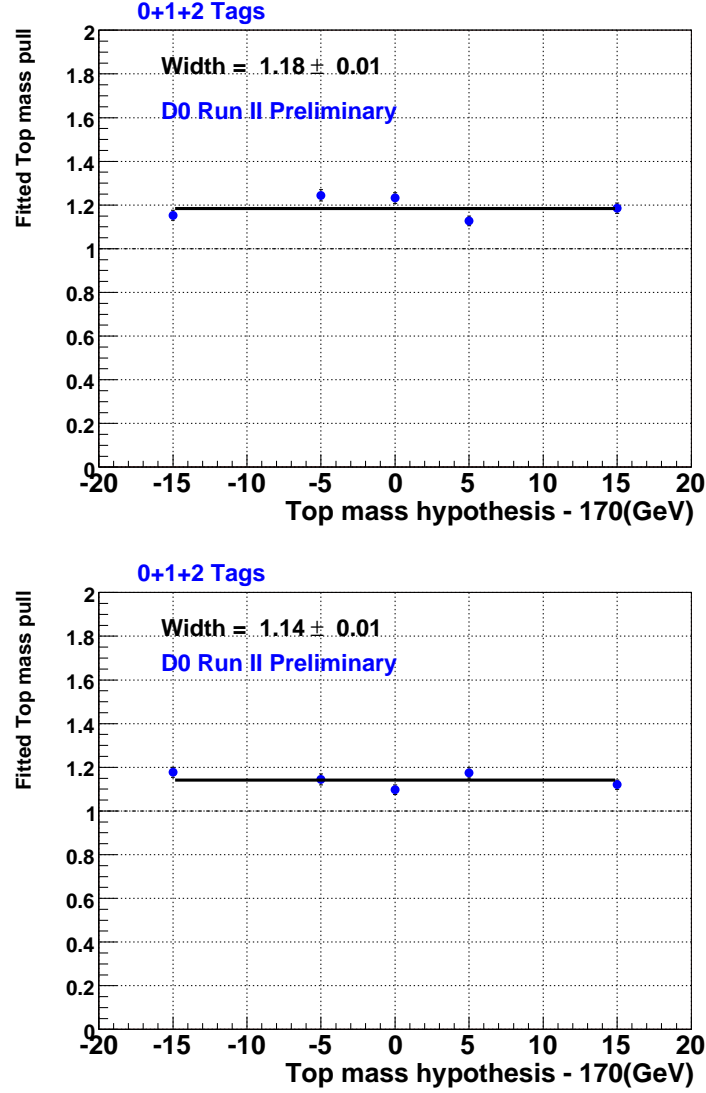 0+1+2 Tags
Fitted Top mass pull
Width = 1.18 ± 0.01
D0 Run II Preliminary
2
1.8
1.6
1.4
1.2
1
0.8
0.6
0.4
0.2
0
-20 -15 -10 -5 0 5 10 15 20
Top mass hypothesis - 170(GeV)
0+1+2 Tags
Fitted Top mass pull
Width = 1.14 ± 0.01
D0 Run II Preliminary
2
1.8
1.6
1.4
1.2
1
0.8
0.6
0.4
0.2
0
-20 -15 -10 -5 0 5 10 15 20
Top mass hypothesis - 170(GeV)